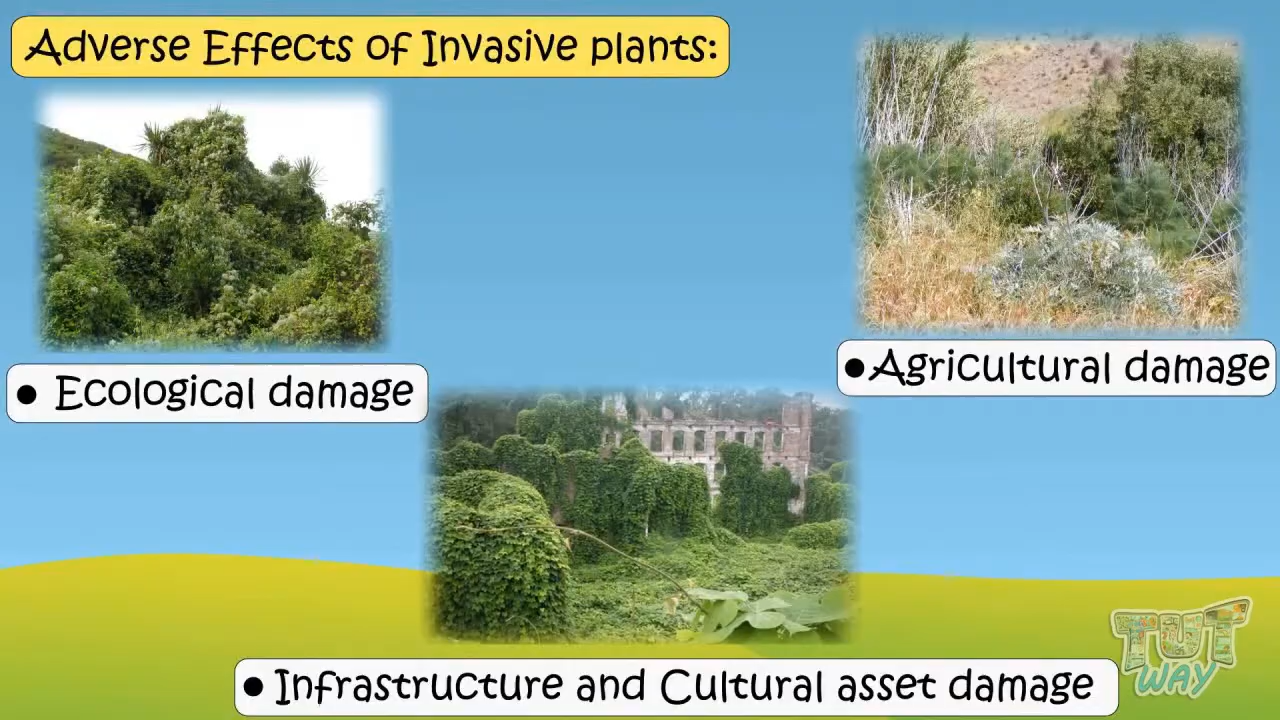 Adverse Effects of Invasive plants:
● Ecological damage
● Agricultural damage
● Infrastructure and Cultural asset damage
TUT
WAY